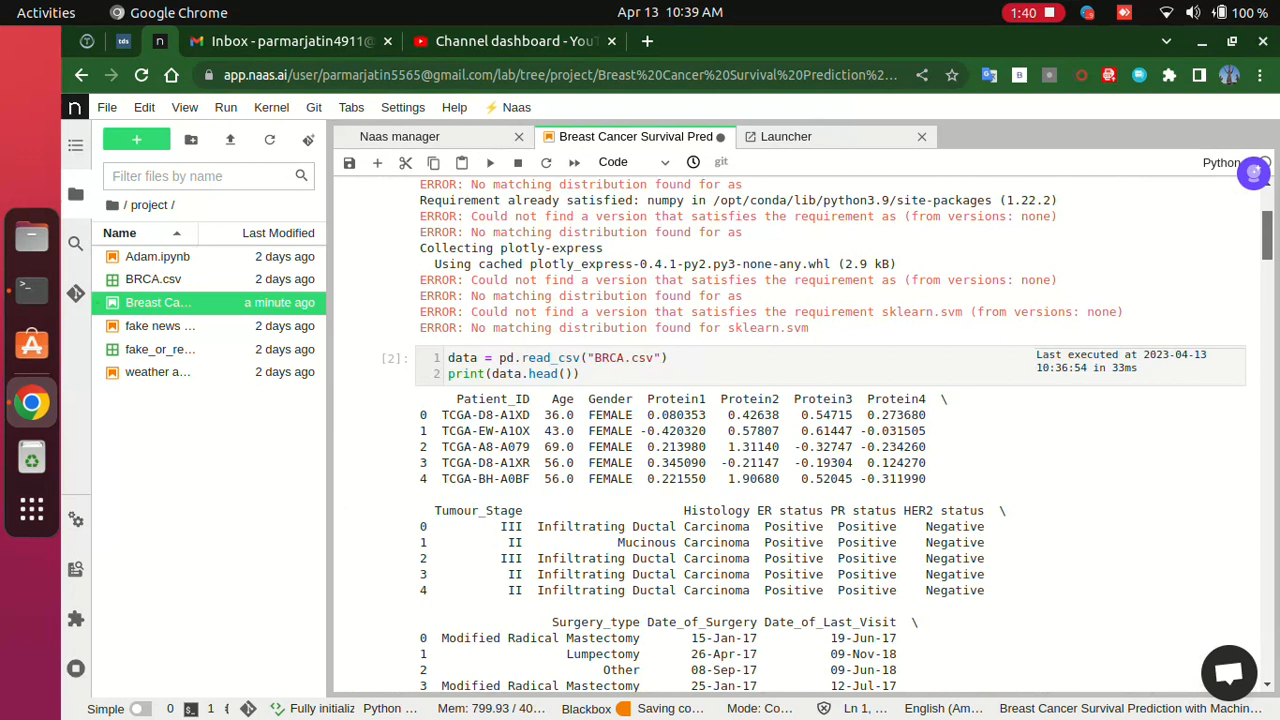 Activities
Google Chrome
Apr 13 10:39 AM
1:40
100 %
Inbox - parmarjatin4911@
Channel dashboard - YouT
app.naas.ai/user/parmarjatin5565@gmail.com/lab/tree/project/Breast%20Cancer%20Survival%20Prediction%2...
File Edit View Run Kernel Git Tabs Settings Help Naas
Naas manager
Breast Cancer Survival Pred
Launcher
Code
git
Python
Filter files by name
/ project /
Name Last Modified
Adam.ipynb 2 days ago
BRCA.csv 2 days ago
Breast Ca... a minute ago
fake news ... 2 days ago
fake_or_re... 2 days ago
weather a... 2 days ago
ERROR: No matching distribution found for as
Requirement already satisfied: numpy in /opt/conda/lib/python3.9/site-packages (1.22.2)
ERROR: Could not find a version that satisfies the requirement as (from versions: none)
ERROR: No matching distribution found for as
Collecting plotly-express
Using cached plotly_express-0.4.1-py2.py3-none-any.whl (2.9 kB)
ERROR: Could not find a version that satisfies the requirement as (from versions: none)
ERROR: No matching distribution found for as
ERROR: Could not find a version that satisfies the requirement sklearn.svm (from versions: none)
ERROR: No matching distribution found for sklearn.svm
[2]:
1 data = pd.read_csv("BRCA.csv")
2 print(data.head())
Last executed at 2023-04-13
10:36:54 in 33ms
Patient_ID Age Gender Protein1 Protein2 Protein3 Protein4 \
0 TCGA-D8-A1XD 36.0 FEMALE 0.080353 0.42638 0.54715 0.273680
1 TCGA-EW-A1OX 43.0 FEMALE -0.420320 0.57807 0.61447 -0.031505
2 TCGA-A8-A079 69.0 FEMALE 0.213980 1.31140 -0.32747 -0.234260
3 TCGA-D8-A1XR 56.0 FEMALE 0.345090 -0.21147 -0.19304 0.124270
4 TCGA-BH-A0BF 56.0 FEMALE 0.221550 1.90680 0.52045 -0.311990
Tumour_Stage Histology ER status PR status HER2 status \
0 III Infiltrating Ductal Carcinoma Positive Positive Negative
1 II Mucinous Carcinoma Positive Positive Negative
2 III Infiltrating Ductal Carcinoma Positive Positive Negative
3 II Infiltrating Ductal Carcinoma Positive Positive Negative
4 II Infiltrating Ductal Carcinoma Positive Positive Negative
Surgery_type Date_of_Surgery Date_of_Last_Visit \
0 Modified Radical Mastectomy 15-Jan-17 19-Jun-17
1 Lumpectomy 26-Apr-17 09-Nov-18
2 Other 08-Sep-17 09-Jun-18
3 Modified Radical Mastectomy 25-Jan-17 12-Jul-17
Simple 0 1 Fully initializ Python ... Mem: 799.93 / 40... Blackbox Saving co... Mode: Co... Ln 1, ... English (Am... Breast Cancer Survival Prediction with Machin...